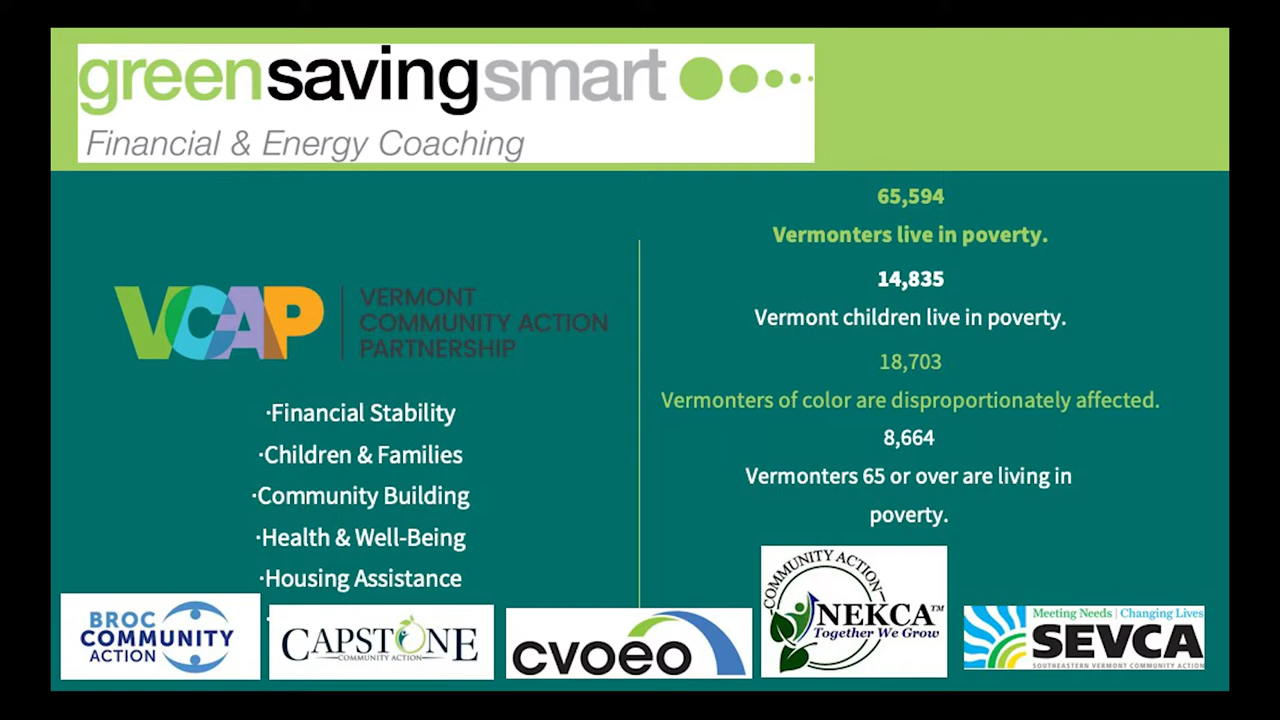 greensavingsmart
Financial & Energy Coaching
VCAP
VERMONT
COMMUNITY ACTION
PARTNERSHIP
·Financial Stability
·Children & Families
·Community Building
·Health & Well-Being
·Housing Assistance
65,594
Vermonters live in poverty.
14,835
Vermont children live in poverty.
18,703
Vermonters of color are disproportionately affected.
8,664
Vermonters 65 or over are living in
poverty.
BROC
COMMUNITY
ACTION
CAPSTONE
COMMUNITY ACTION
cvoeo
COMMUNITY ACTION
NEKCA™
Together We Grow
Meeting Needs | Changing Lives
SEVCA
SOUTHEASTERN VERMONT COMMUNITY ACTION